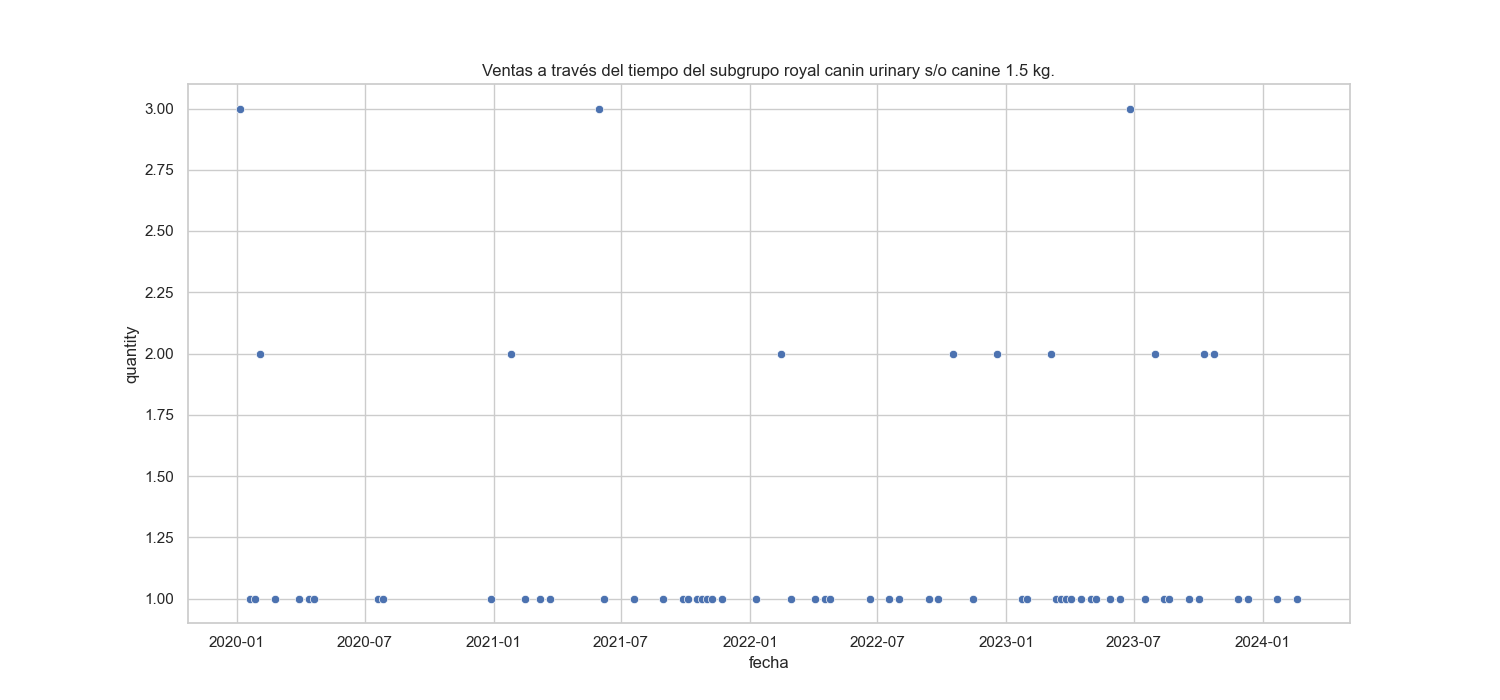 Ventas a través del tiempo del subgrupo royal canin urinary s/o canine 1.5 kg.
3.00
2.75
2.50
2.25
2.00
1.75
1.50
1.25
1.00
quantity
2020-01 2020-07 2021-01 2021-07 2022-01 2022-07 2023-01 2023-07 2024-01
fecha